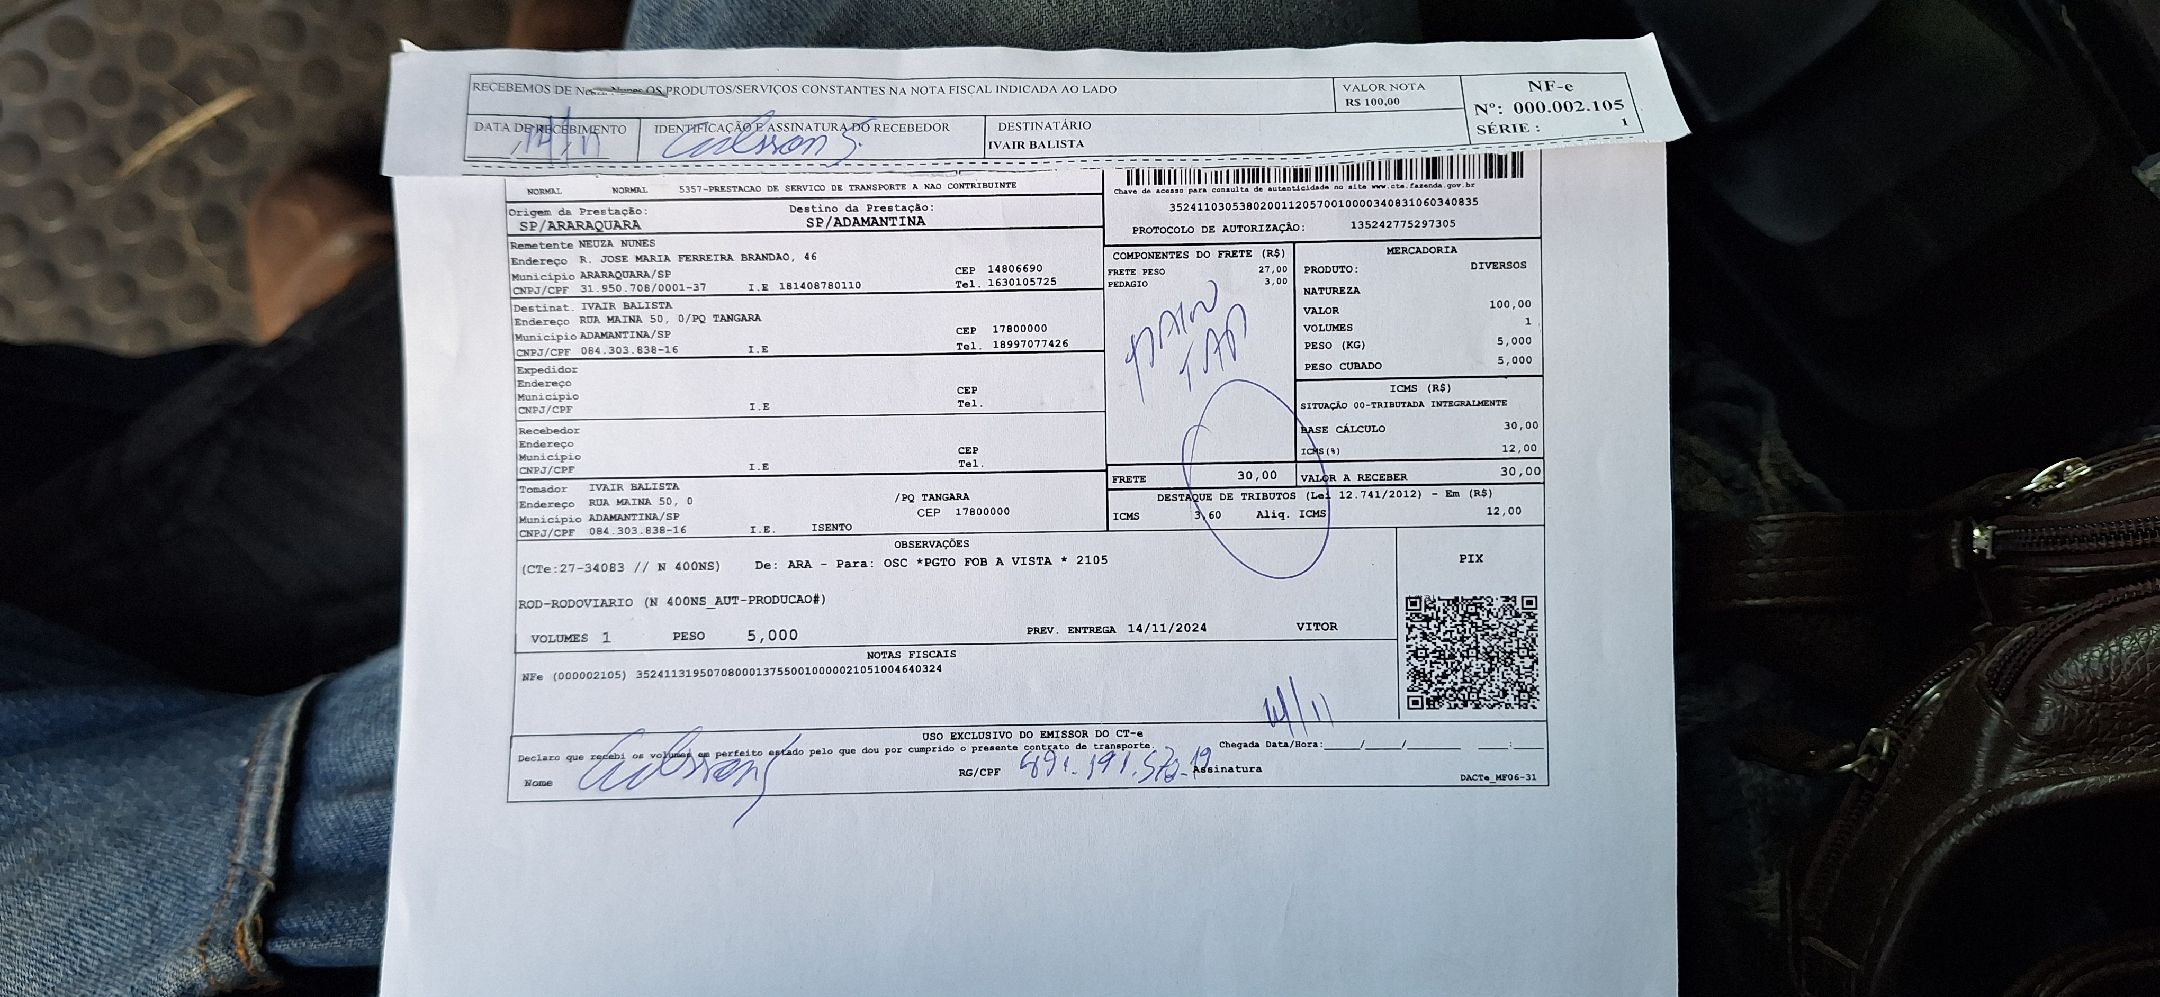 RECEBEMOS DE Neuza Nunes OS PRODUTOS/SERVIÇOS CONSTANTES NA NOTA FISCAL INDICADA AO LADO
VALOR NOTA
R$ 100,00
NF-e
Nº: 000.002.105
SÉRIE : 1
DATA DE RECEBIMENTO
14/11
IDENTIFICAÇÃO E ASSINATURA DO RECEBEDOR
DESTINATÁRIO
IVAIR BALISTA
NORMAL NORMAL 5357-PRESTACAO DE SERVICO DE TRANSPORTE A NAO CONTRIBUINTE
Chave de acesso para consulta de autenticidade no site www.cte.fazenda.gov.br
35241103053802001120570010000340831060340835
PROTOCOLO DE AUTORIZAÇÃO: 135242775297305
Origem da Prestação: Destino da Prestação:
SP/ARARAQUARA SP/ADAMANTINA
Remetente NEUZA NUNES
Endereço R. JOSE MARIA FERREIRA BRANDAO, 46
Município ARARAQUARA/SP CEP 14806690
CNPJ/CPF 31.950.708/0001-37 I.E 181408780110 Tel. 1630105725
Destinat. IVAIR BALISTA
Endereço RUA MAINA 50, 0/PQ TANGARA
Município ADAMANTINA/SP CEP 17800000
CNPJ/CPF 084.303.838-16 I.E Tel. 18997077426
Expedidor
Endereço
Município CEP
CNPJ/CPF I.E Tel.
Recebedor
Endereço
Município CEP
CNPJ/CPF I.E Tel.
Tomador IVAIR BALISTA
Endereço RUA MAINA 50, 0 /PQ TANGARA
Município ADAMANTINA/SP CEP 17800000
CNPJ/CPF 084.303.838-16 I.E. ISENTO
COMPONENTES DO FRETE (R$)
FRETE PESO 27,00
PEDAGIO 3,00
FRETE 30,00
MERCADORIA
PRODUTO: DIVERSOS
NATUREZA
VALOR 100,00
VOLUMES 1
PESO (KG) 5,000
PESO CUBADO 5,000
ICMS (R$)
SITUAÇÃO 00-TRIBUTADA INTEGRALMENTE
BASE CÁLCULO 30,00
ICMS(%) 12,00
VALOR A RECEBER 30,00
DESTAQUE DE TRIBUTOS (Lei 12.741/2012) - Em (R$)
ICMS 3,60 Aliq. ICMS 12,00
OBSERVAÇÕES
(CTe:27-34083 // N 400NS) De: ARA - Para: OSC *PGTO FOB A VISTA * 2105
ROD-RODOVIARIO (N 400NS_AUT-PRODUCAO#)
VOLUMES 1 PESO 5,000 PREV. ENTREGA 14/11/2024 VITOR
PIX
NOTAS FISCAIS
NFe (000002105) 35241131950708000137550010000021051004640324
14/11
USO EXCLUSIVO DO EMISSOR DO CT-e
Declaro que recebi os volumes em perfeito estado pelo que dou por cumprido o presente contrato de transporte. Chegada Data/Hora:____/____/______ ___:___
Nome RG/CPF Assinatura
DACTe_MF06-31